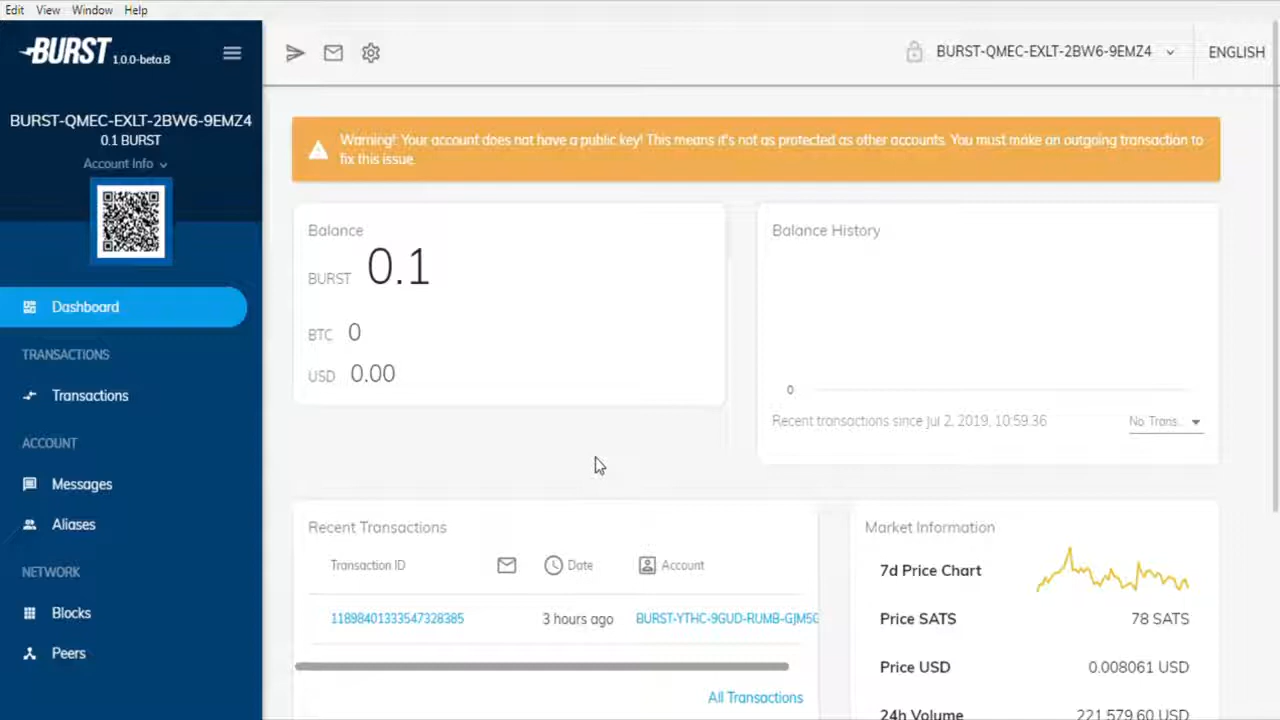 Edit View Window Help
BURST 1.0.0-beta.8
BURST-QMEC-EXLT-2BW6-9EMZ4
ENGLISH
BURST-QMEC-EXLT-2BW6-9EMZ4
0.1 BURST
Account Info
Warning! Your account does not have a public key! This means it's not as protected as other accounts. You must make an outgoing transaction to
fix this issue.
Dashboard
TRANSACTIONS
Transactions
ACCOUNT
Messages
Aliases
NETWORK
Blocks
Peers
Balance
BURST 0.1
BTC 0
USD 0.00
Balance History
0
Recent transactions since Jul 2, 2019, 10:59:36
No. Trans...
Recent Transactions
Transaction ID Date Account
11898401333547328385 3 hours ago BURST-YTHC-9GUD-RUMB-GJM5
All Transactions
Market Information
7d Price Chart
Price SATS 78 SATS
Price USD 0.008061 USD
24h Volume 221,579.60 USD